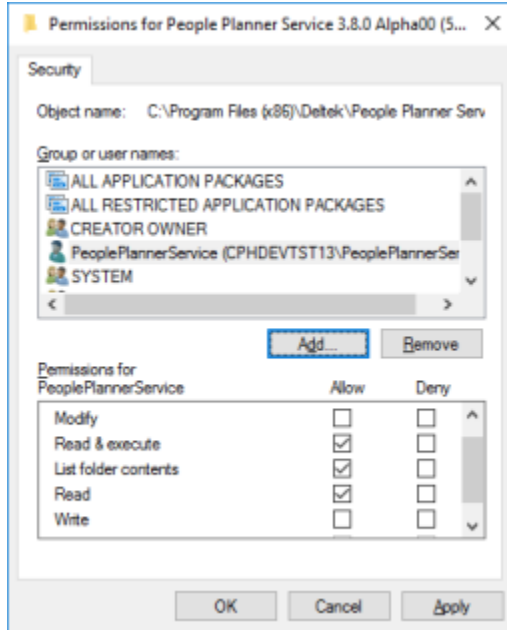 Permissions for People Planner Service 3.8.0 Alpha00 (5...
Security
Object name: C:\Program Files (x86)\Deltek\People Planner Serv
Group or user names:
ALL APPLICATION PACKAGES
ALL RESTRICTED APPLICATION PACKAGES
CREATOR OWNER
PeoplePlannerService (CPHDEVTST13\PeoplePlannerSer
SYSTEM
Add... Remove
Permissions for
PeoplePlannerService Allow Deny
Modify
Read & execute
List folder contents
Read
Write
OK Cancel Apply